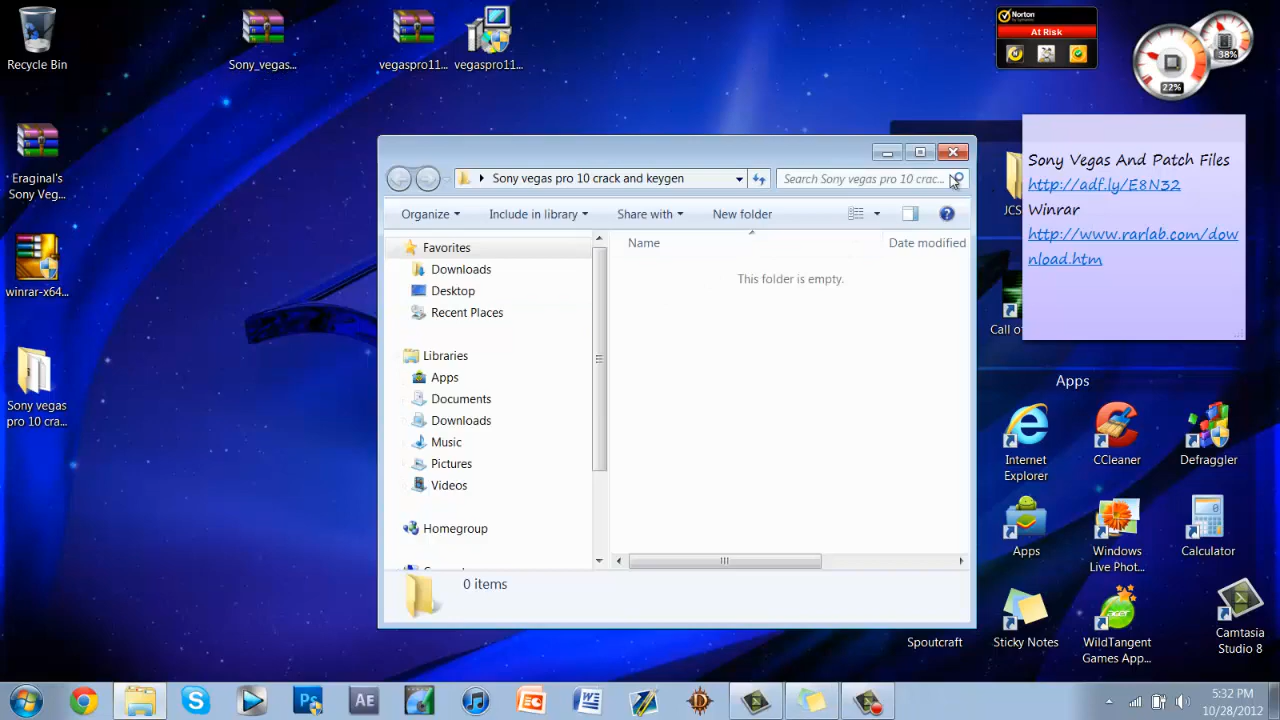 Recycle Bin
Sony_vegas...
vegaspro11...
vegaspro11...
Norton
At Risk
38%
22%
Eraginal's
Sony Veg...
winrar-x64...
Sony vegas
pro 10 cra...
Sony vegas pro 10 crack and keygen
Search Sony vegas pro 10 crac...
Organize
Include in library
Share with
New folder
Favorites
Downloads
Desktop
Recent Places
Libraries
Apps
Documents
Downloads
Music
Pictures
Videos
Homegroup
Name
Date modified
This folder is empty.
0 items
Sony Vegas And Patch Files
http://adf.ly/E8N32
Winrar
http://www.rarlab.com/dow
nload.htm
JCS
Call o
Apps
Internet
Explorer
CCleaner
Defraggler
Apps
Windows
Live Phot...
Calculator
Spoutcraft
Sticky Notes
WildTangent
Games App...
Camtasia
Studio 8
Ps
AE
5:32 PM
10/28/2012